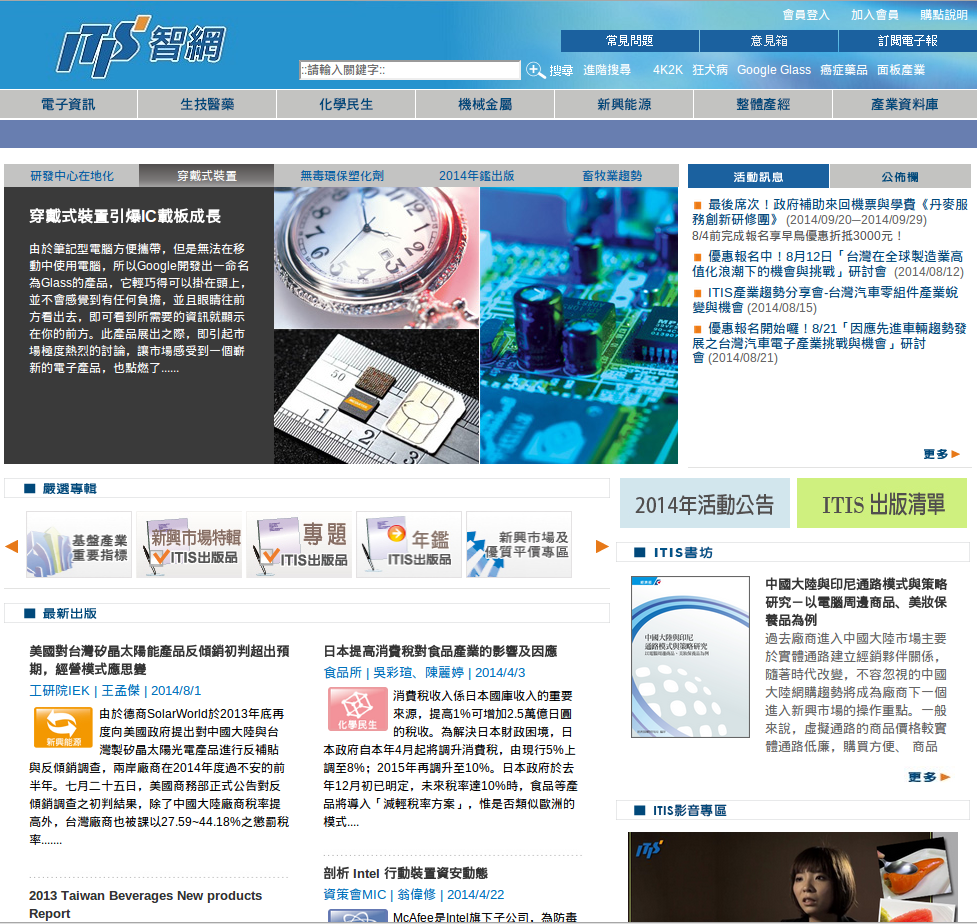 會員登入 加入會員 購點說明
ITIS智網
常見問題 意見箱 訂閱電子報
::請輸入關鍵字:: 搜尋 進階搜尋 4K2K 狂犬病 Google Glass 癌症藥品 面板產業
電子資訊 生技醫藥 化學民生 機械金屬 新興能源 整體產經 產業資料庫
研發中心在地化 穿戴式裝置 無毒環保塑化劑 2014年鑑出版 畜牧業趨勢
穿戴式裝置引爆IC載板成長
由於筆記型電腦方便攜帶，但是無法在移
動中使用電腦，所以Google開發出一命名
為Glass的產品，它輕巧得可以掛在頭上，
並不會感覺到有任何負擔，並且眼睛往前
方看出去，即可看到所需要的資訊就顯示
在你的前方。此產品展出之際，即引起市
場極度熱烈的討論，讓市場感受到一個嶄
新的電子產品，也點燃了......
50
1
2
3
活動訊息 公佈欄
最後席次！政府補助來回機票與學費《丹麥服
務創新研修團》 (2014/09/20─2014/09/29)
8/4前完成報名享早鳥優惠折抵3000元！
優惠報名中！8月12日「台灣在全球製造業高
值化浪潮下的機會與挑戰」研討會 (2014/08/12)
ITIS產業趨勢分享會-台灣汽車零組件產業蛻
變與機會 (2014/08/15)
優惠報名開始囉！8/21「因應先進車輛趨勢發
展之台灣汽車電子產業挑戰與機會」研討
會 (2014/08/21)
更多
嚴選專輯
基盤產業
重要指標
新興市場特輯
ITIS出版品
專題
ITIS出版品
年鑑
ITIS出版品
新興市場及
優質平價專區
2014年活動公告 ITIS 出版清單
ITIS書坊
中國大陸與印尼
通路模式與策略研究
中國大陸與印尼通路模式與策略
研究－以電腦周邊商品、美妝保
養品為例
過去廠商進入中國大陸市場主要
於實體通路建立經銷夥伴關係，
隨著時代改變，不容忽視的中國
大陸網購趨勢將成為廠商下一個
進入新興市場的操作重點。一般
來說，虛擬通路的商品價格較實
體通路低廉，購買方便、 商品
更多
ITIS影音專區
ITIS
最新出版
美國對台灣矽晶太陽能產品反傾銷初判超出預
期，經營模式應思變
工研院IEK | 王孟傑 | 2014/8/1
新興能源
由於德商SolarWorld於2013年底再
度向美國政府提出對中國大陸與台
灣製矽晶太陽光電產品進行反補貼
與反傾銷調查，兩岸廠商在2014年度過不安的前
半年。七月二十五日，美國商務部正式公告對反
傾銷調查之初判結果，除了中國大陸廠商稅率提
高外，台灣廠商也被課以27.59~44.18%之懲罰稅
率.......
2013 Taiwan Beverages New products
Report
日本提高消費稅對食品產業的影響及因應
食品所 | 吳彩瑄、陳麗婷 | 2014/4/3
化學民生
消費稅收入係日本國庫收入的重要
來源，提高1%可增加2.5萬億日圓
的稅收。為解決日本財政困境，日
本政府自本年4月起將調升消費稅，由現行5%上
調至8%；2015年再調升至10%。日本政府於去
年12月初已明定，未來稅率達10%時，食品等產
品將導入「減輕稅率方案」，惟是否類似歐洲的
模式....
剖析 Intel 行動裝置資安動態
資策會MIC | 翁偉修 | 2014/4/22
McAfee是Intel旗下子公司，為防毒